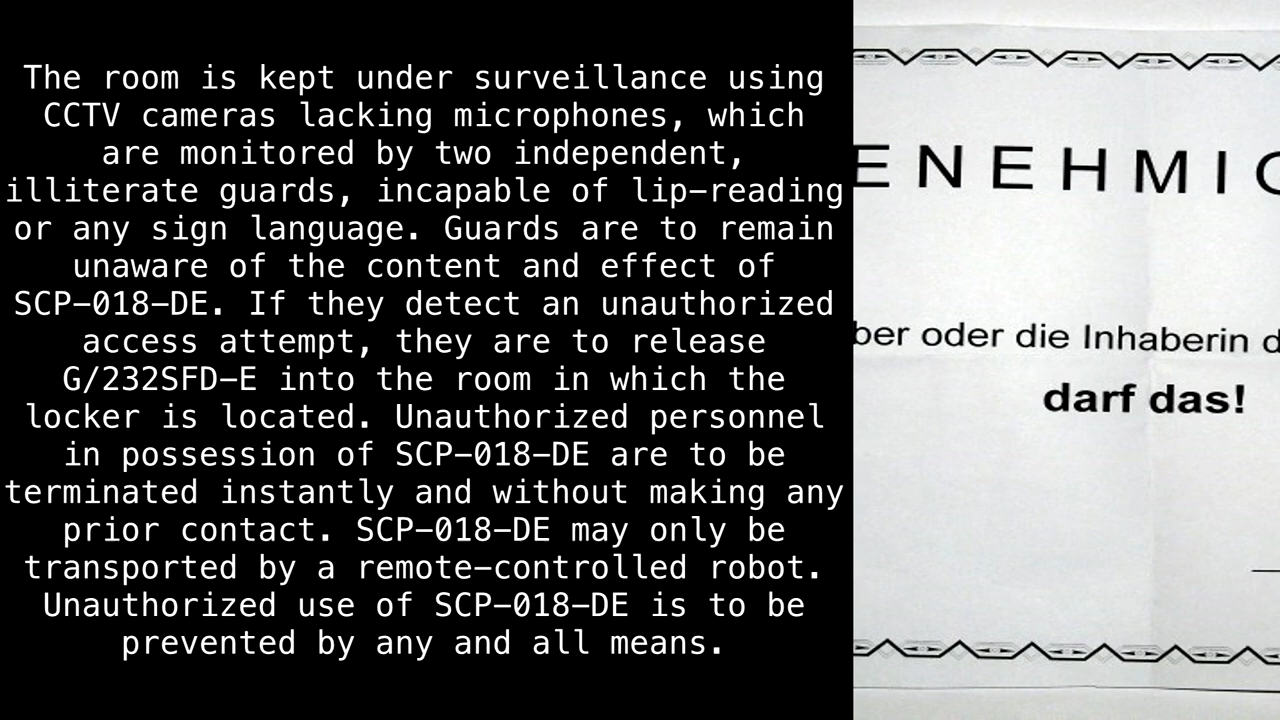 The room is kept under surveillance using
CCTV cameras lacking microphones, which
are monitored by two independent,
illiterate guards, incapable of lip-reading
or any sign language. Guards are to remain
unaware of the content and effect of
SCP-018-DE. If they detect an unauthorized
access attempt, they are to release
G/232SFD-E into the room in which the
locker is located. Unauthorized personnel
in possession of SCP-018-DE are to be
terminated instantly and without making any
prior contact. SCP-018-DE may only be
transported by a remote-controlled robot.
Unauthorized use of SCP-018-DE is to be
prevented by any and all means.
ENEHMIG
ber oder die Inhaberin d
darf das!